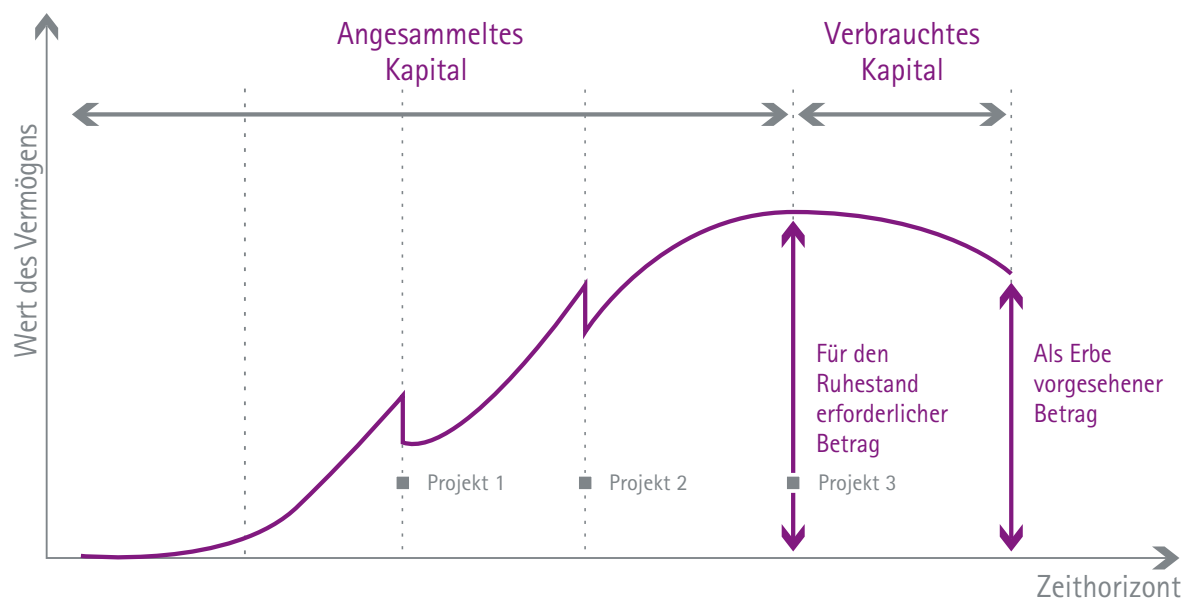 Angesammeltes
Kapital
Verbrauchtes
Kapital
Wert des Vermögens
Für den
Ruhestand
erforderlicher
Betrag
Als Erbe
vorgesehener
Betrag
Projekt 1
Projekt 2
Projekt 3
Zeithorizont